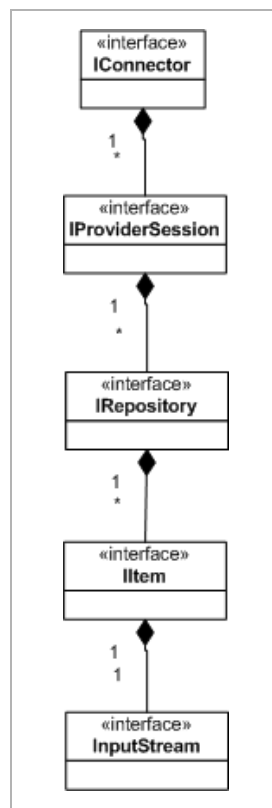 «interface»
IConnector
1
*
«interface»
IProviderSession
1
*
«interface»
IRepository
1
*
«interface»
IItem
1
1
«interface»
InputStream